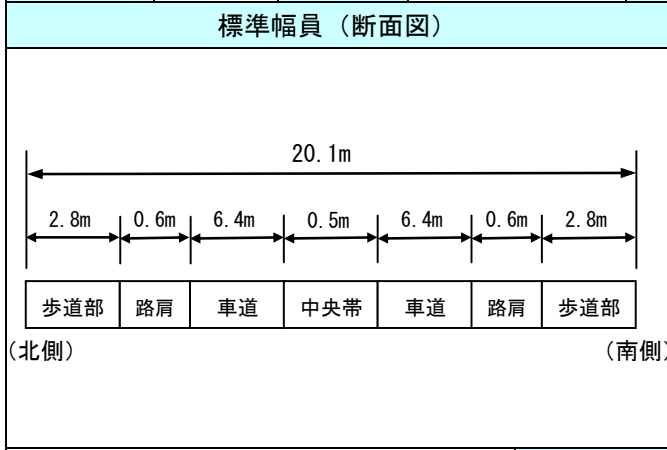 標準幅員（断面図）
20.1m
2.8m 0.6m 6.4m 0.5m 6.4m 0.6m 2.8m
歩道部 路肩 車道 中央帯 車道 路肩 歩道部
(北側) (南側)